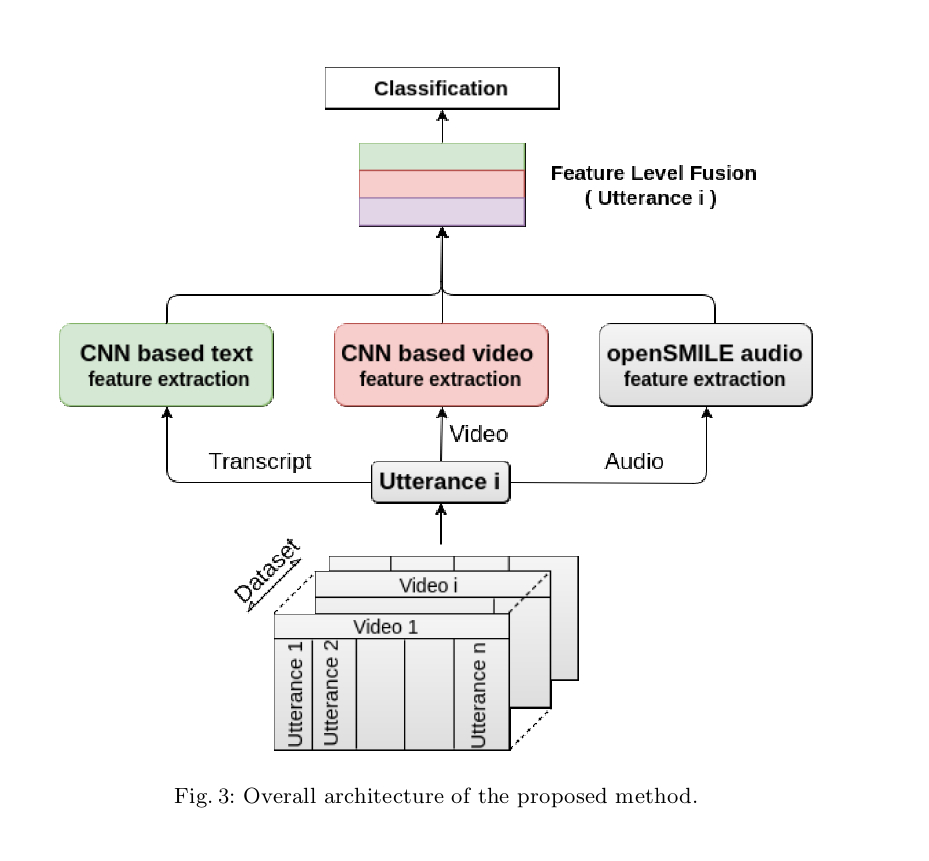 Classification
Feature Level Fusion
( Utterance i )
CNN based text
feature extraction
CNN based video
feature extraction
openSMILE audio
feature extraction
Video
Transcript
Audio
Utterance i
Dataset
Video i
Video 1
Utterance 1
Utterance 2
Utterance n
Fig. 3: Overall architecture of the proposed method.